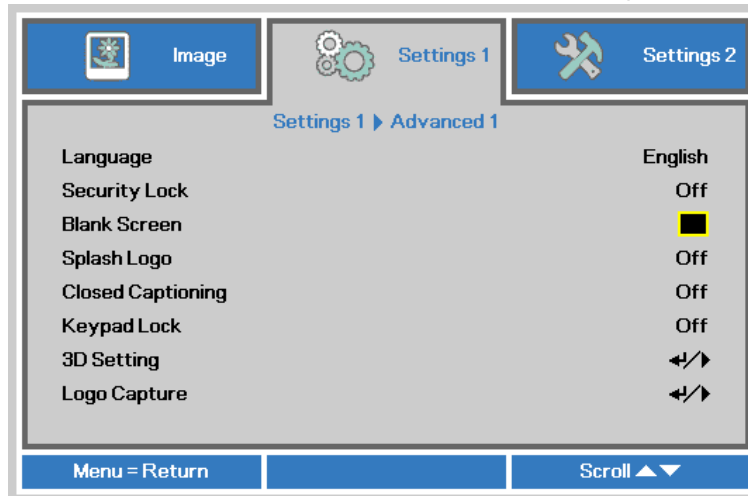 Image Settings 1 Settings 2
Settings 1 ▶ Advanced 1
Language English
Security Lock Off
Blank Screen
Splash Logo Off
Closed Captioning Off
Keypad Lock Off
3D Setting ↵/▶
Logo Capture ↵/▶
Menu = Return Scroll ▲▼